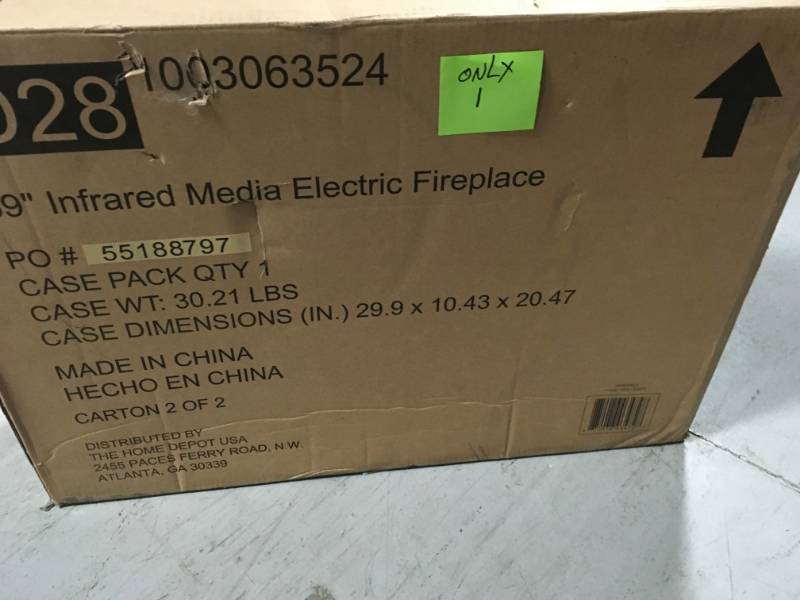 028
1003063524
ONLY
1
9" Infrared Media Electric Fireplace
PO # 55188797
CASE PACK QTY 1
CASE WT: 30.21 LBS
CASE DIMENSIONS (IN.) 29.9 x 10.43 x 20.47
MADE IN CHINA
HECHO EN CHINA
CARTON 2 OF 2
DISTRIBUTED BY
THE HOME DEPOT USA
2455 PACES FERRY ROAD, N.W.
ATLANTA, GA 30339